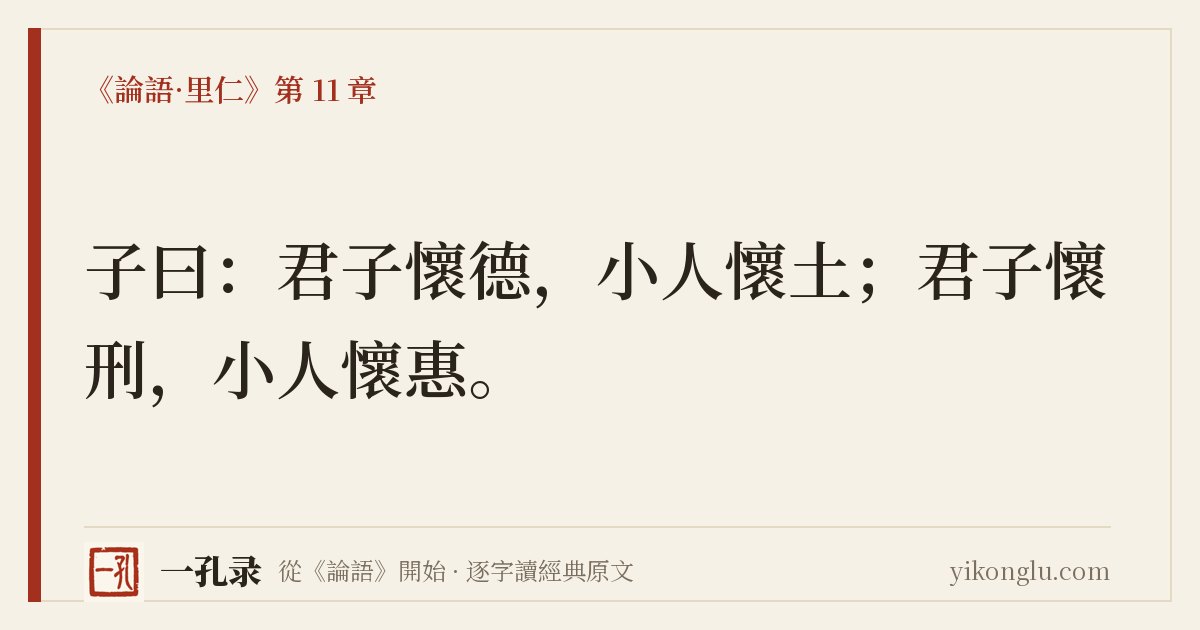 《論語·里仁》第 11 章
子曰：君子懷德，小人懷土；君子懷
刑，小人懷惠。
一孔
一孔录 從《論語》開始 · 逐字讀經典原文 yikonglu.com